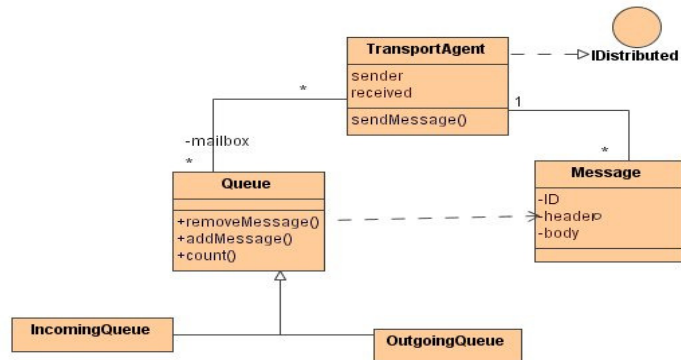 TransportAgent
sender
received
sendMessage()
IDistributed
*
1
-mailbox
*
*
Queue
+removeMessage()
+addMessage()
+count()
Message
-ID
-header
-body
IncomingQueue
OutgoingQueue